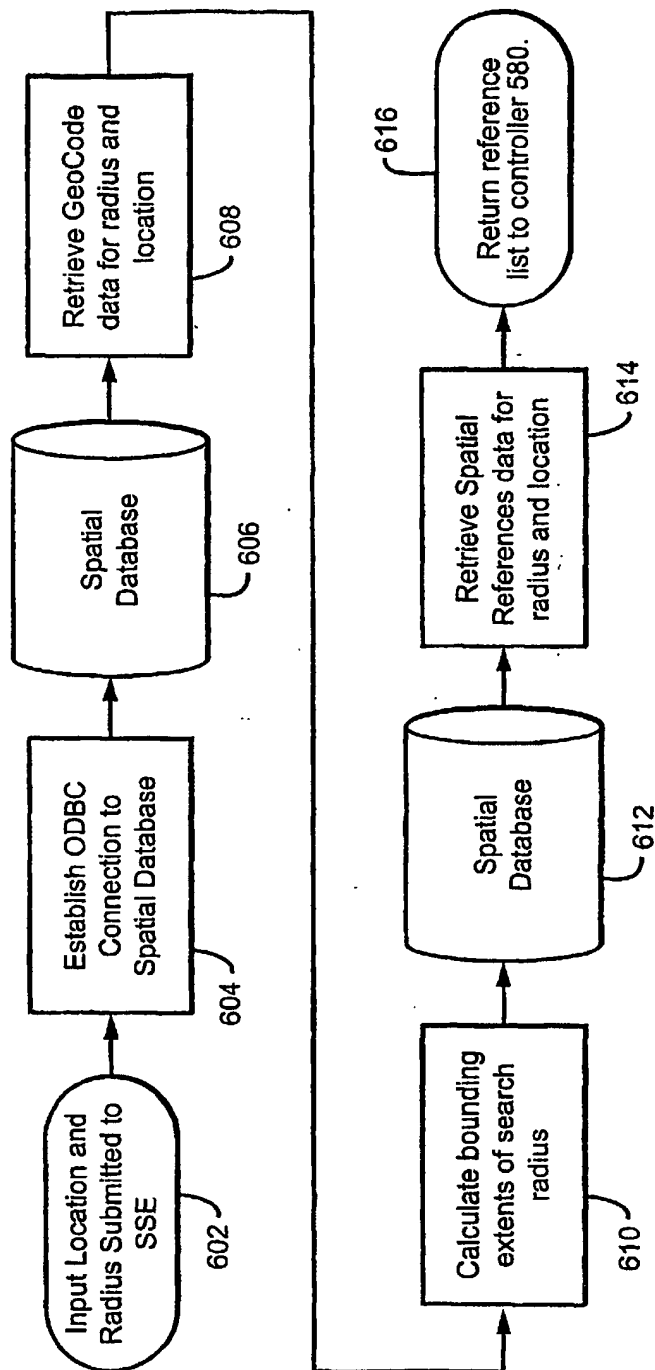 Input Location and
Radius Submitted to
SSE
602
Establish ODBC
Connection to
Spatial Database
604
Spatial
Database
606
Retrieve GeoCode
data for radius and
location
608
Calculate bounding
extents of search
radius
610
Spatial
Database
612
Retrieve Spatial
References data for
radius and location
614
Return reference
list to controller 580.
616